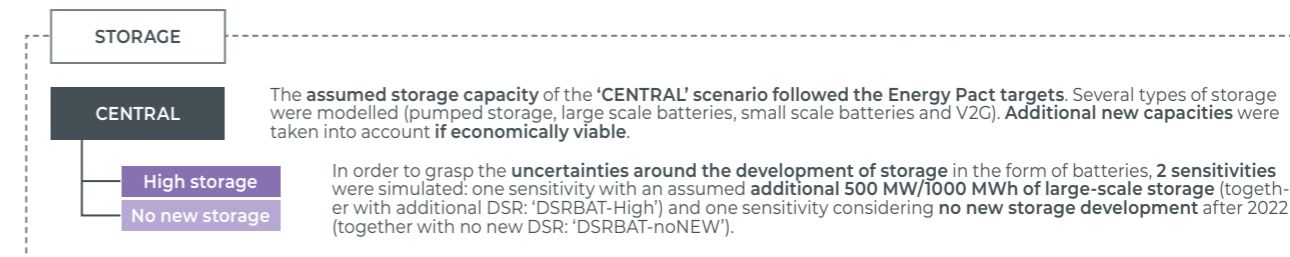 STORAGE
CENTRAL
The assumed storage capacity of the ‘CENTRAL’ scenario followed the Energy Pact targets. Several types of storage
were modelled (pumped storage, large scale batteries, small scale batteries and V2G). Additional new capacities were
taken into account if economically viable.
High storage
No new storage
In order to grasp the uncertainties around the development of storage in the form of batteries, 2 sensitivities
were simulated: one sensitivity with an assumed additional 500 MW/1000 MWh of large-scale storage (togeth-
er with additional DSR: ‘DSRBAT-High’) and one sensitivity considering no new storage development after 2022
(together with no new DSR: ‘DSRBAT-noNEW’).